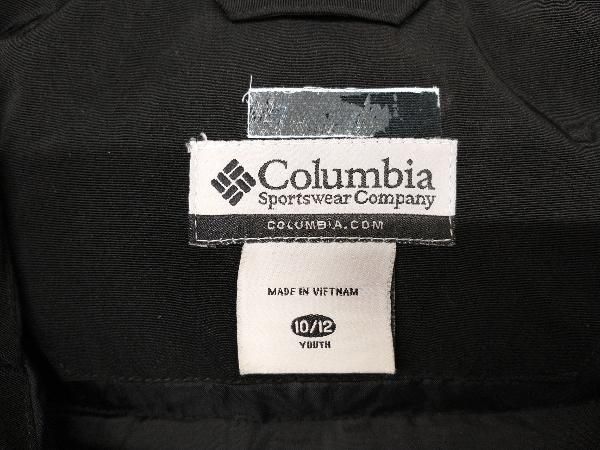 Columbia
Sportswear Company
COLUMBIA.COM
MADE IN VIETNAM
10/12
YOUTH